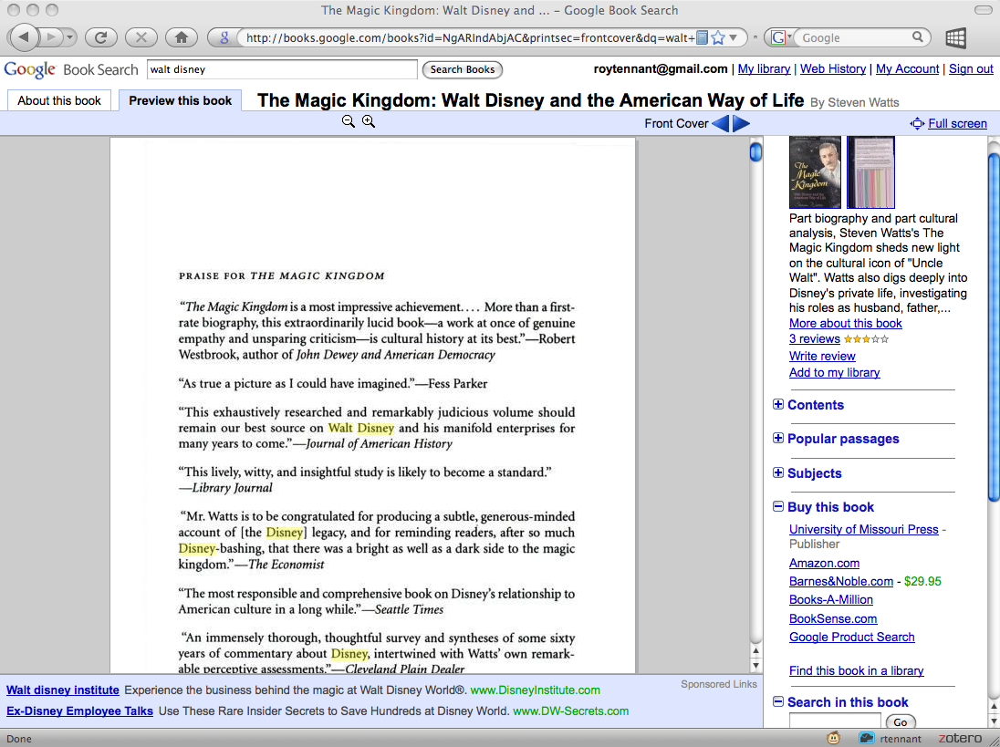 The Magic Kingdom: Walt Disney and ... - Google Book Search
http://books.google.com/books?id=NgARIndAbjAC&printsec=frontcover&dq=walt+
Google
Google Book Search
walt disney
Search Books
roytennant@gmail.com | My library | Web History | My Account | Sign out
About this book
Preview this book
The Magic Kingdom: Walt Disney and the American Way of Life By Steven Watts
Front Cover
Full screen
PRAISE FOR THE MAGIC KINGDOM
“The Magic Kingdom is a most impressive achievement.... More than a first-
rate biography, this extraordinarily lucid book—a work at once of genuine
empathy and unsparing criticism—is cultural history at its best.”—Robert
Westbrook, author of John Dewey and American Democracy
“As true a picture as I could have imagined.”—Fess Parker
“This exhaustively researched and remarkably judicious volume should
remain our best source on Walt Disney and his manifold enterprises for
many years to come.”—Journal of American History
“This lively, witty, and insightful study is likely to become a standard.”
—Library Journal
“Mr. Watts is to be congratulated for producing a subtle, generous-minded
account of [the Disney] legacy, and for reminding readers, after so much
Disney-bashing, that there was a bright as well as a dark side to the magic
kingdom.”—The Economist
“The most responsible and comprehensive book on Disney’s relationship to
American culture in a long while.”—Seattle Times
“An immensely thorough, thoughtful survey and syntheses of some sixty
years of commentary about Disney, intertwined with Watts’ own remark-
able perceptive assessments.”—Cleveland Plain Dealer
The
Magic
Kingdom
Part biography and part cultural
analysis, Steven Watts's The
Magic Kingdom sheds new light
on the cultural icon of "Uncle
Walt". Watts also digs deeply into
Disney's private life, investigating
his roles as husband, father,...
More about this book
3 reviews
Write review
Add to my library
Contents
Popular passages
Subjects
Buy this book
University of Missouri Press -
Publisher
Amazon.com
Barnes&Noble.com - $29.95
Books-A-Million
BookSense.com
Google Product Search
Find this book in a library
Search in this book
Go
Sponsored Links
Walt disney institute Experience the business behind the magic at Walt Disney World®. www.DisneyInstitute.com
Ex-Disney Employee Talks Use These Rare Insider Secrets to Save Hundreds at Disney World. www.DW-Secrets.com
Done
rtennant
zotero